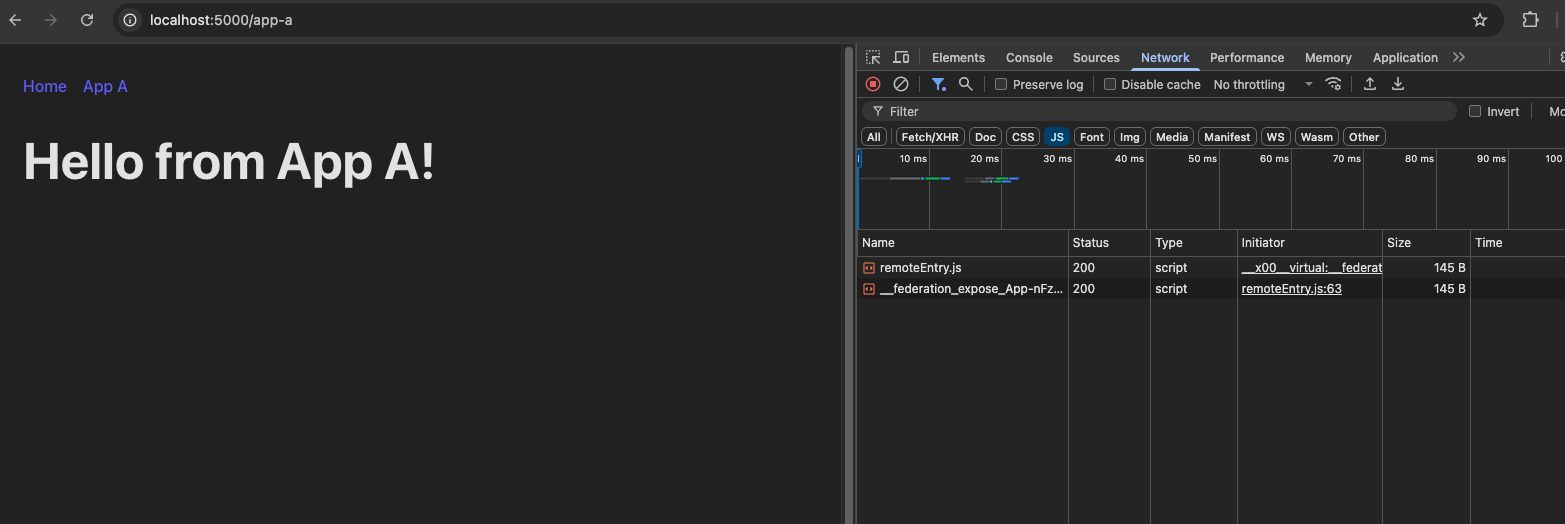 localhost:5000/app-a
Elements Console Sources Network Performance Memory Application
Home App A
Preserve log Disable cache No throttling
Filter Invert Mo
All Fetch/XHR Doc CSS JS Font Img Media Manifest WS Wasm Other
Hello from App A!
10 ms 20 ms 30 ms 40 ms 50 ms 60 ms 70 ms 80 ms 90 ms 100
Name Status Type Initiator Size Time
remoteEntry.js 200 script __x00__virtual:__federat 145 B
__federation_expose_App-nFz... 200 script remoteEntry.js:63 145 B